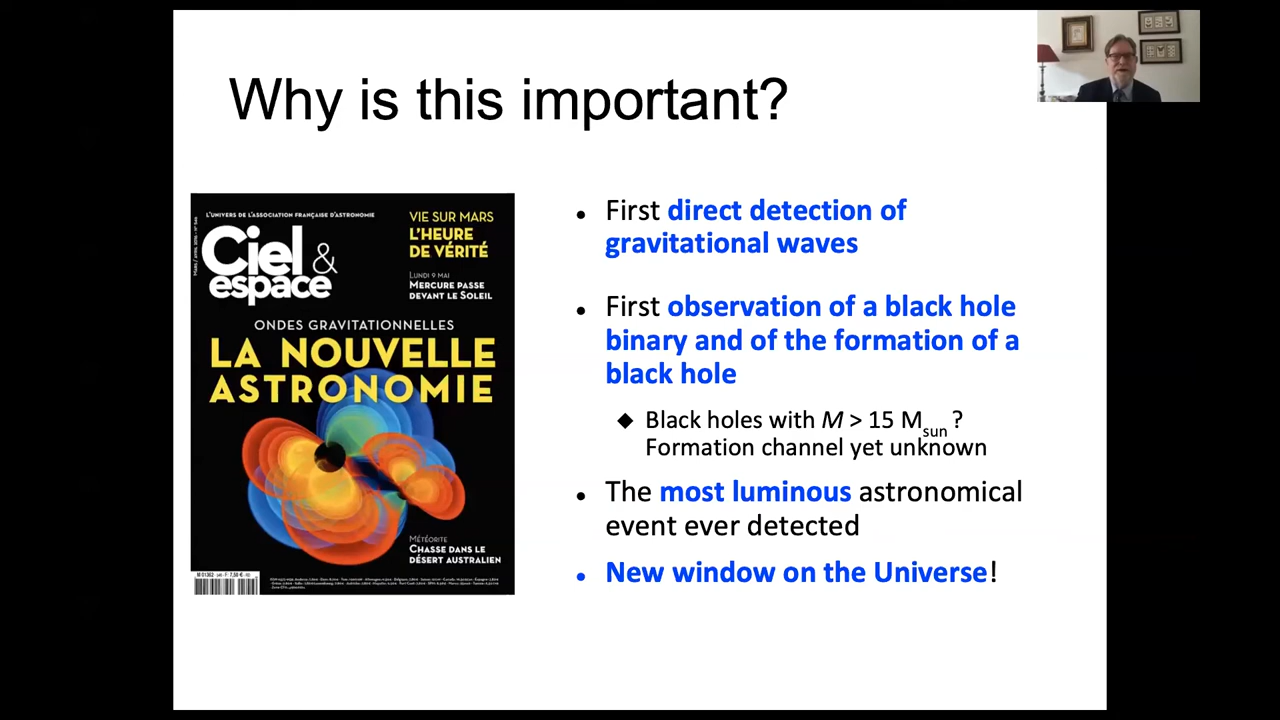 Why is this important?
L'UNIVERS DE L'ASSOCIATION FRANÇAISE D'ASTRONOMIE
Ciel &
espace
VIE SUR MARS
L'HEURE
DE VÉRITÉ
LUNDI 9 MAI
MERCURE PASSE
DEVANT LE SOLEIL
ONDES GRAVITATIONNELLES
LA NOUVELLE
ASTRONOMIE
MÉTÉORITE
CHASSE DANS LE
DÉSERT AUSTRALIEN
• First direct detection of
gravitational waves
• First observation of a black hole
binary and of the formation of a
black hole
◆ Black holes with M > 15 Msun ?
Formation channel yet unknown
• The most luminous astronomical
event ever detected
• New window on the Universe!